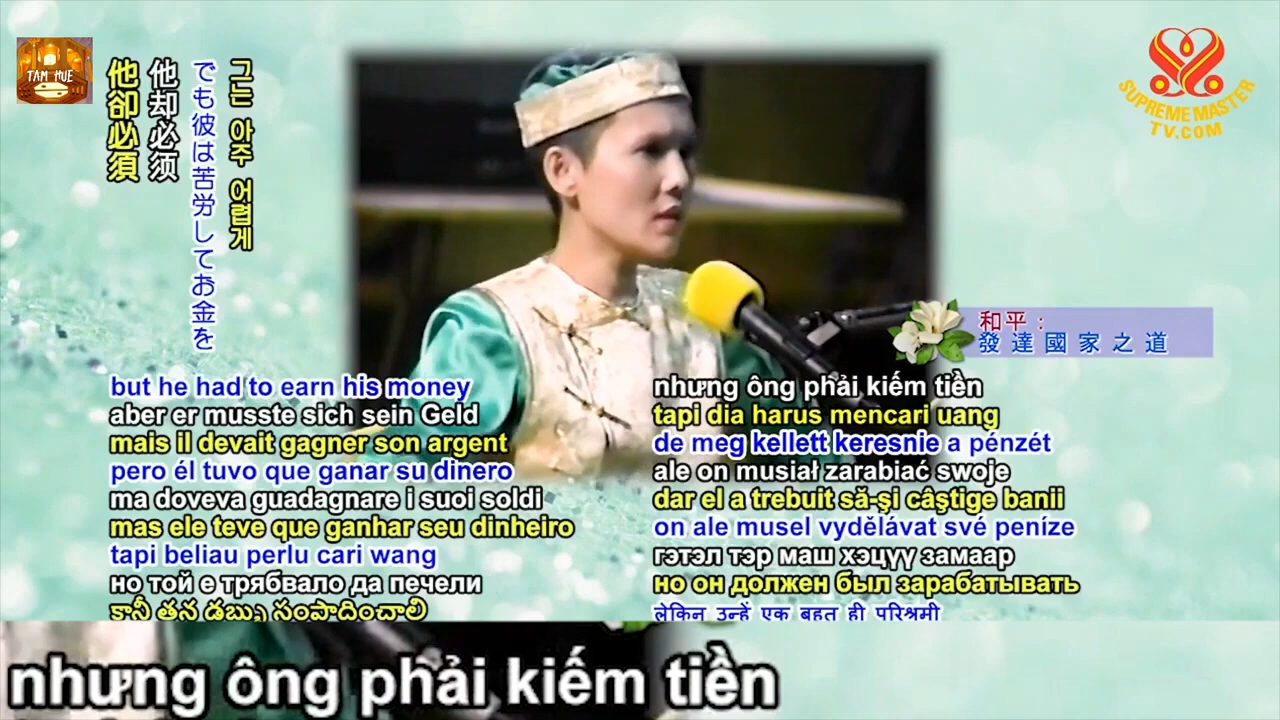 TAM HUE
他卻必須
他却必须
でも彼は苦労してお金を
그는 아주 어렵게
SUPREME MASTER
TV.COM
和平：
發達國家之道
but he had to earn his money
aber er musste sich sein Geld
mais il devait gagner son argent
pero él tuvo que ganar su dinero
ma doveva guadagnare i suoi soldi
mas ele teve que ganhar seu dinheiro
tapi beliau perlu cari wang
но той е трябвало да печели
కానీ తన డబ్బు సంపాదించాలి
nhưng ông phải kiếm tiền
tapi dia harus mencari uang
de meg kellett keresnie a pénzét
ale on musiał zarabiać swoje
dar el a trebuit să-şi câştige banii
on ale musel vydělávat své peníze
гэтэл тэр маш хэцүү замаар
но он должен был зарабатывать
लेकिन उन्हें एक बहुत ही परिश्रमी
nhưng ông phải kiếm tiền